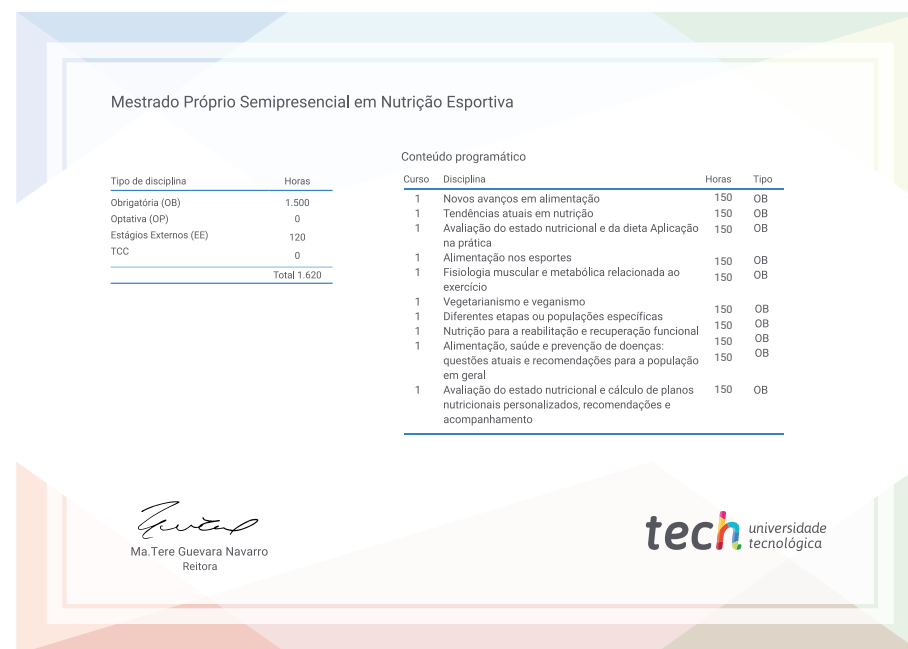 Mestrado Próprio Semipresencial em Nutrição Esportiva
Tipo de disciplina Horas
Obrigatória (OB) 1.500
Optativa (OP) 0
Estágios Externos (EE) 120
TCC 0
Total 1.620
Conteúdo programático
Curso Disciplina Horas Tipo
1 Novos avanços em alimentação 150 OB
1 Tendências atuais em nutrição 150 OB
1 Avaliação do estado nutricional e da dieta Aplicação 150 OB
na prática
1 Alimentação nos esportes 150 OB
1 Fisiologia muscular e metabólica relacionada ao 150 OB
exercício
1 Vegetarianismo e veganismo 150 OB
1 Diferentes etapas ou populações específicas 150 OB
1 Nutrição para a reabilitação e recuperação funcional 150 OB
1 Alimentação, saúde e prevenção de doenças: 150 OB
questões atuais e recomendações para a população
em geral
1 Avaliação do estado nutricional e cálculo de planos 150 OB
nutricionais personalizados, recomendações e
acompanhamento
Ma.Tere Guevara Navarro
Reitora
tech universidade
tecnológica